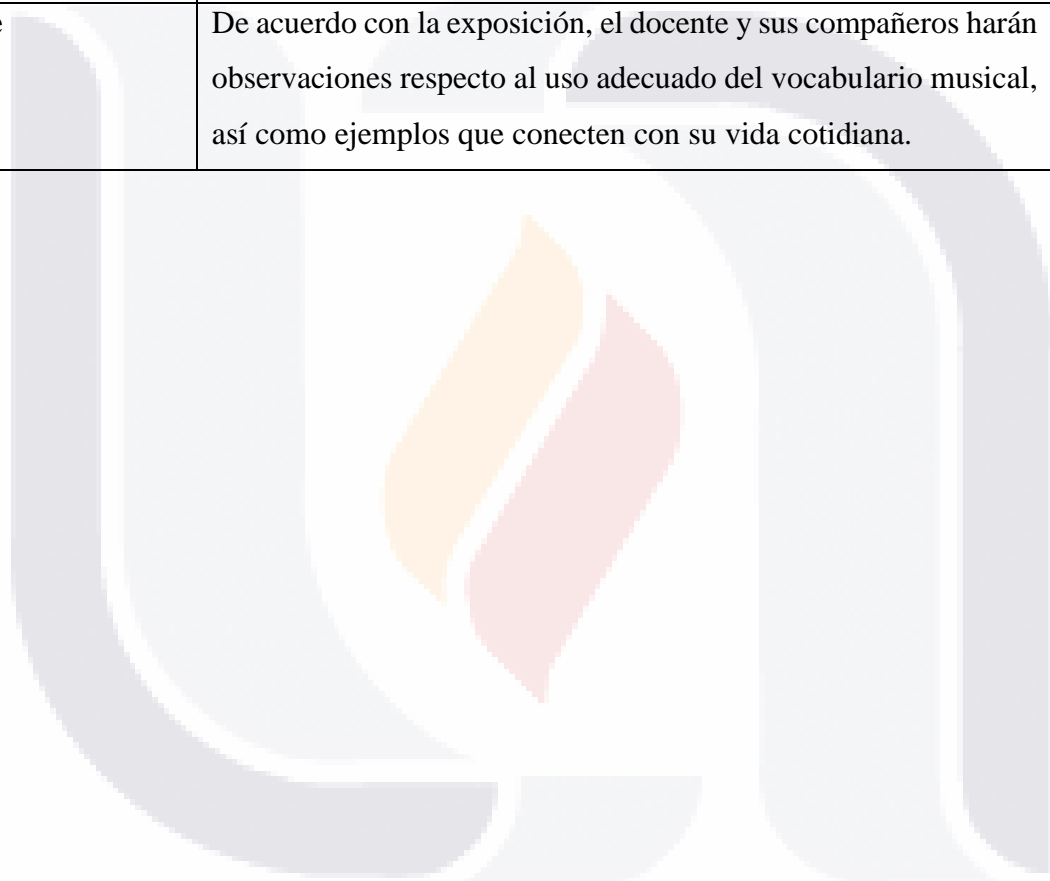 De acuerdo con la exposición, el docente y sus compañeros harán
observaciones respecto al uso adecuado del vocabulario musical,
así como ejemplos que conecten con su vida cotidiana.